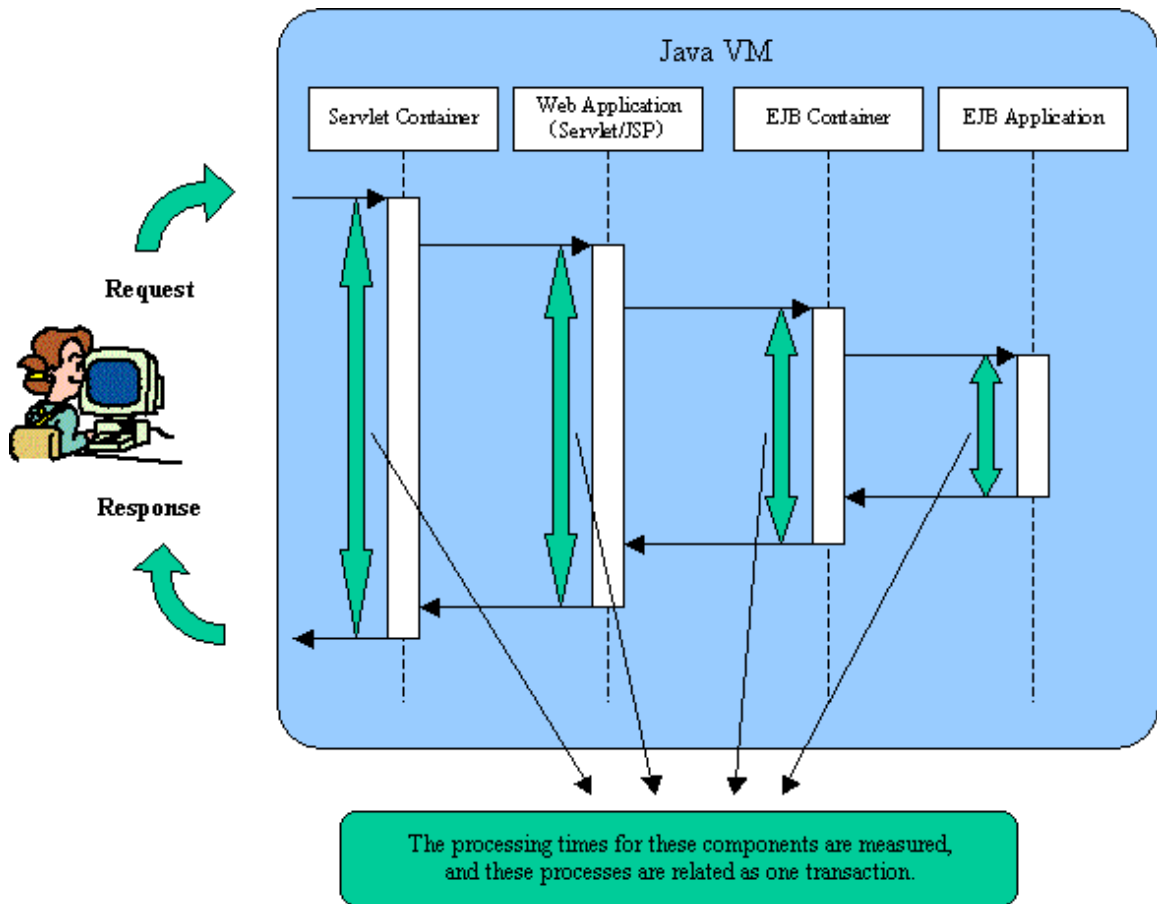 Java VM
Servlet Container
Web Application
(Servlet/JSP)
EJB Container
EJB Application
Request
Response
The processing times for these components are measured,
and these processes are related as one transaction.